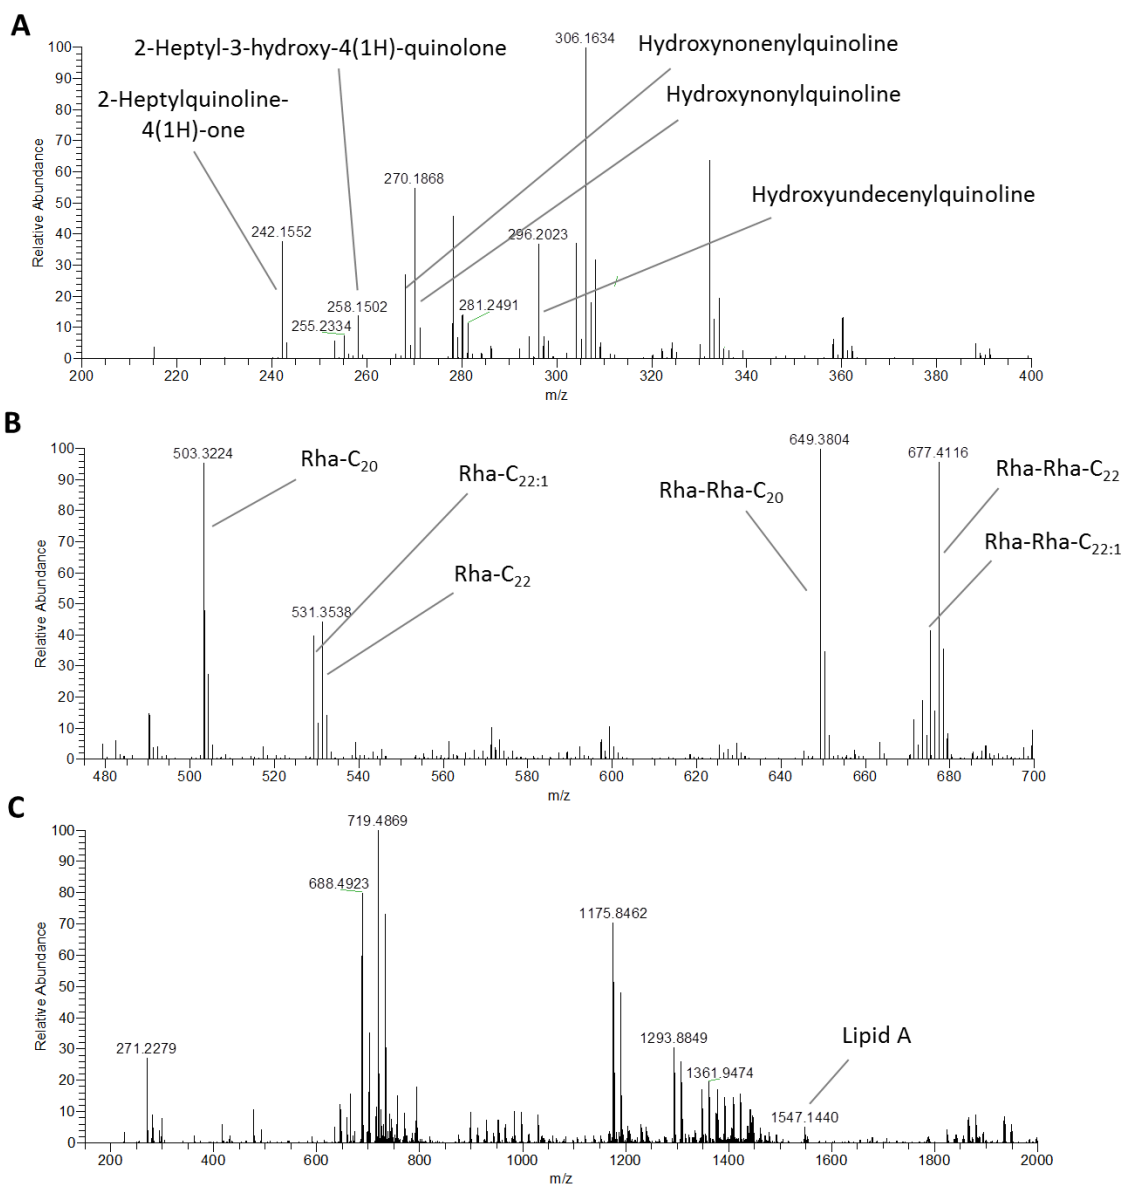 A
2-Heptyl-3-hydroxy-4(1H)-quinolone
Hydroxynonenylquinoline
2-Heptylquinoline-
4(1H)-one
Hydroxynonylquinoline
Hydroxyundecenylquinoline
306.1634
270.1868
242.1552
296.2023
258.1502
255.2334
281.2491
Relative Abundance
100
90
80
70
60
50
40
30
20
10
0
200 220 240 260 280 300 320 340 360 380 400
m/z
B
503.3224
Rha-C20
Rha-C22:1
Rha-C22
531.3538
649.3804
677.4116
Rha-Rha-C20
Rha-Rha-C22
Rha-Rha-C22:1
Relative Abundance
100
90
80
70
60
50
40
30
20
10
0
480 500 520 540 560 580 600 620 640 660 680 700
m/z
C
719.4869
688.4923
1175.8462
271.2279
1293.8849
1361.9474
Lipid A
1547.1440
Relative Abundance
100
90
80
70
60
50
40
30
20
10
0
200 400 600 800 1000 1200 1400 1600 1800 2000
m/z